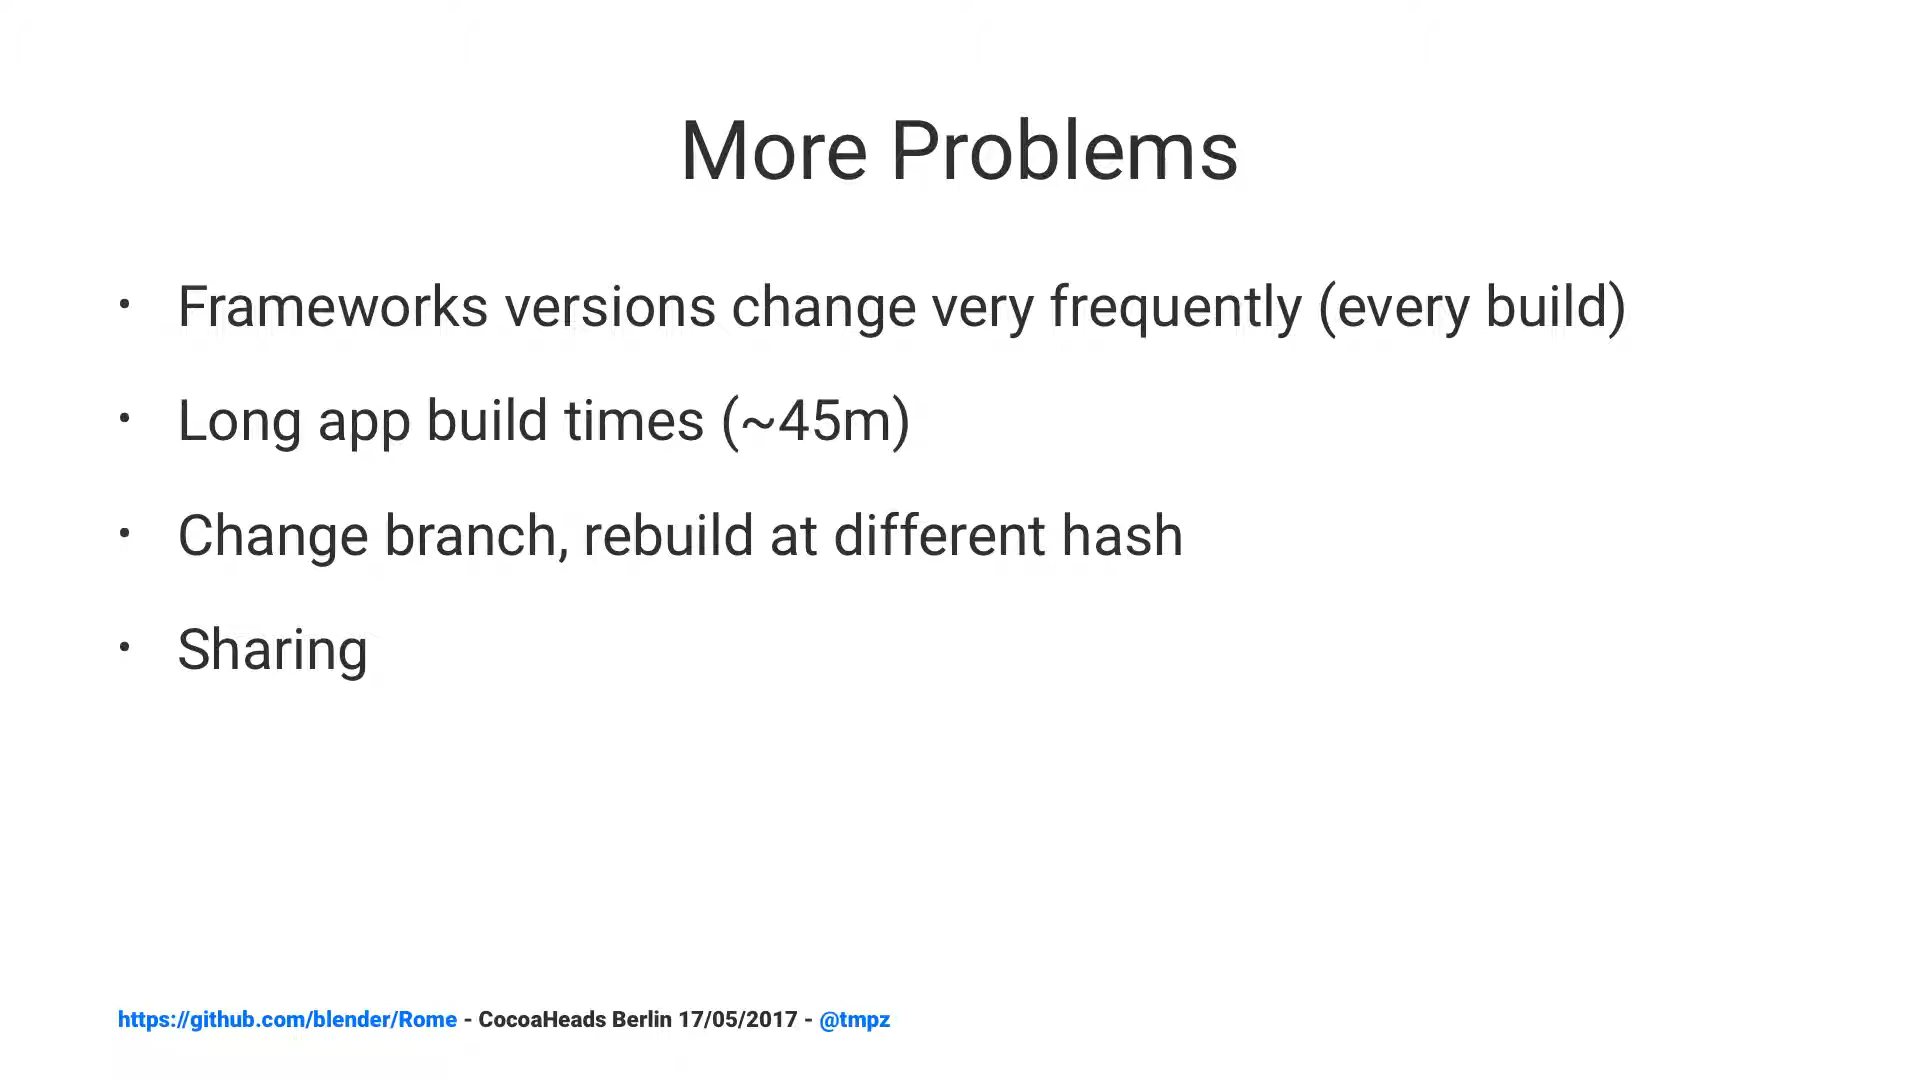 More Problems
• Frameworks versions change very frequently (every build)
• Long app build times (~45m)
• Change branch, rebuild at different hash
• Sharing
https://github.com/blender/Rome - CocoaHeads Berlin 17/05/2017 - @tmpz